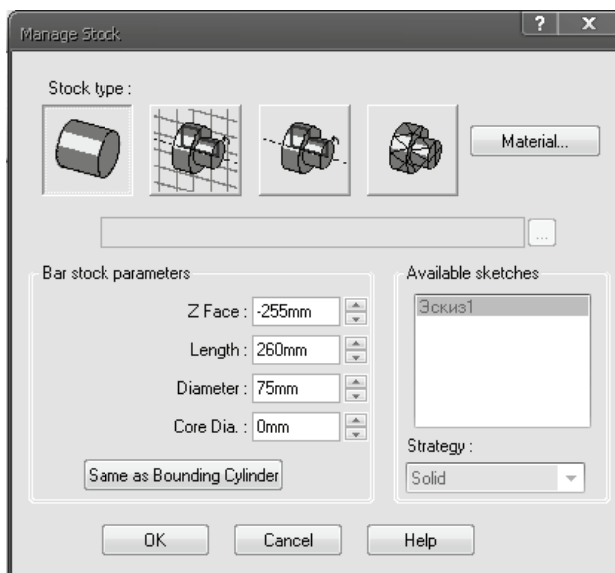 Manage Stock
? X
Stock type :
Material...
...
Bar stock parameters
Z Face : -255mm
Length : 260mm
Diameter : 75mm
Core Dia. : 0mm
Same as Bounding Cylinder
Available sketches
Эскиз1
Strategy :
Solid
OK Cancel Help